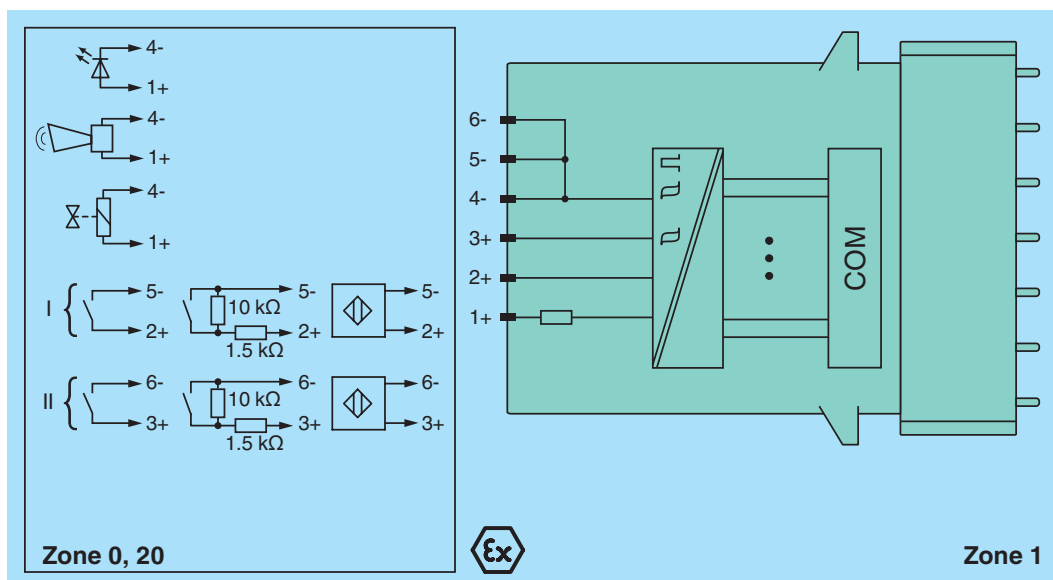 4-
1+
4-
1+
4-
1+
I
5-
2+
10 kΩ
1.5 kΩ
5-
2+
5-
2+
II
6-
3+
10 kΩ
1.5 kΩ
6-
3+
6-
3+
Zone 0, 20
6-
5-
4-
3+
2+
1+
COM
Ex
Zone 1